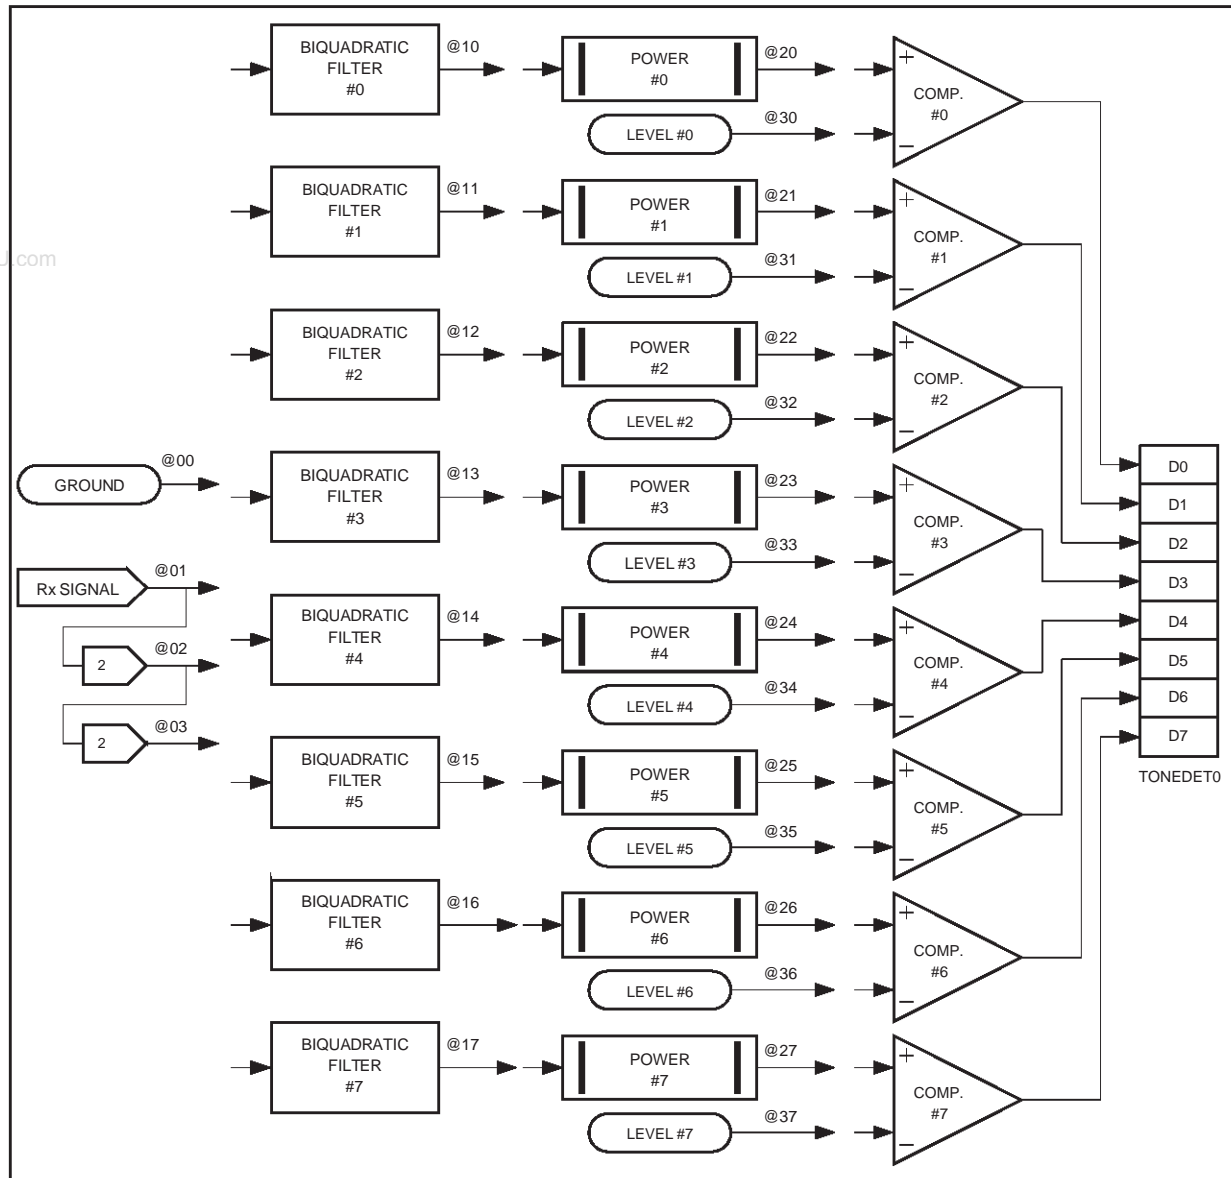 BIQUADRATIC
FILTER
#0
@10
POWER
#0
@20
LEVEL #0
@30
+
−
COMP.
#0
BIQUADRATIC
FILTER
#1
@11
POWER
#1
@21
LEVEL #1
@31
+
−
COMP.
#1
.com
BIQUADRATIC
FILTER
#2
@12
POWER
#2
@22
LEVEL #2
@32
+
−
COMP.
#2
GROUND
@00
BIQUADRATIC
FILTER
#3
@13
POWER
#3
@23
LEVEL #3
@33
+
−
COMP.
#3
Rx SIGNAL
@01
2
@02
2
@03
BIQUADRATIC
FILTER
#4
@14
POWER
#4
@24
LEVEL #4
@34
+
−
COMP.
#4
BIQUADRATIC
FILTER
#5
@15
POWER
#5
@25
LEVEL #5
@35
+
−
COMP.
#5
BIQUADRATIC
FILTER
#6
@16
POWER
#6
@26
LEVEL #6
@36
+
−
COMP.
#6
BIQUADRATIC
FILTER
#7
@17
POWER
#7
@27
LEVEL #7
@37
+
−
COMP.
#7
D0
D1
D2
D3
D4
D5
D6
D7
TONEDET0